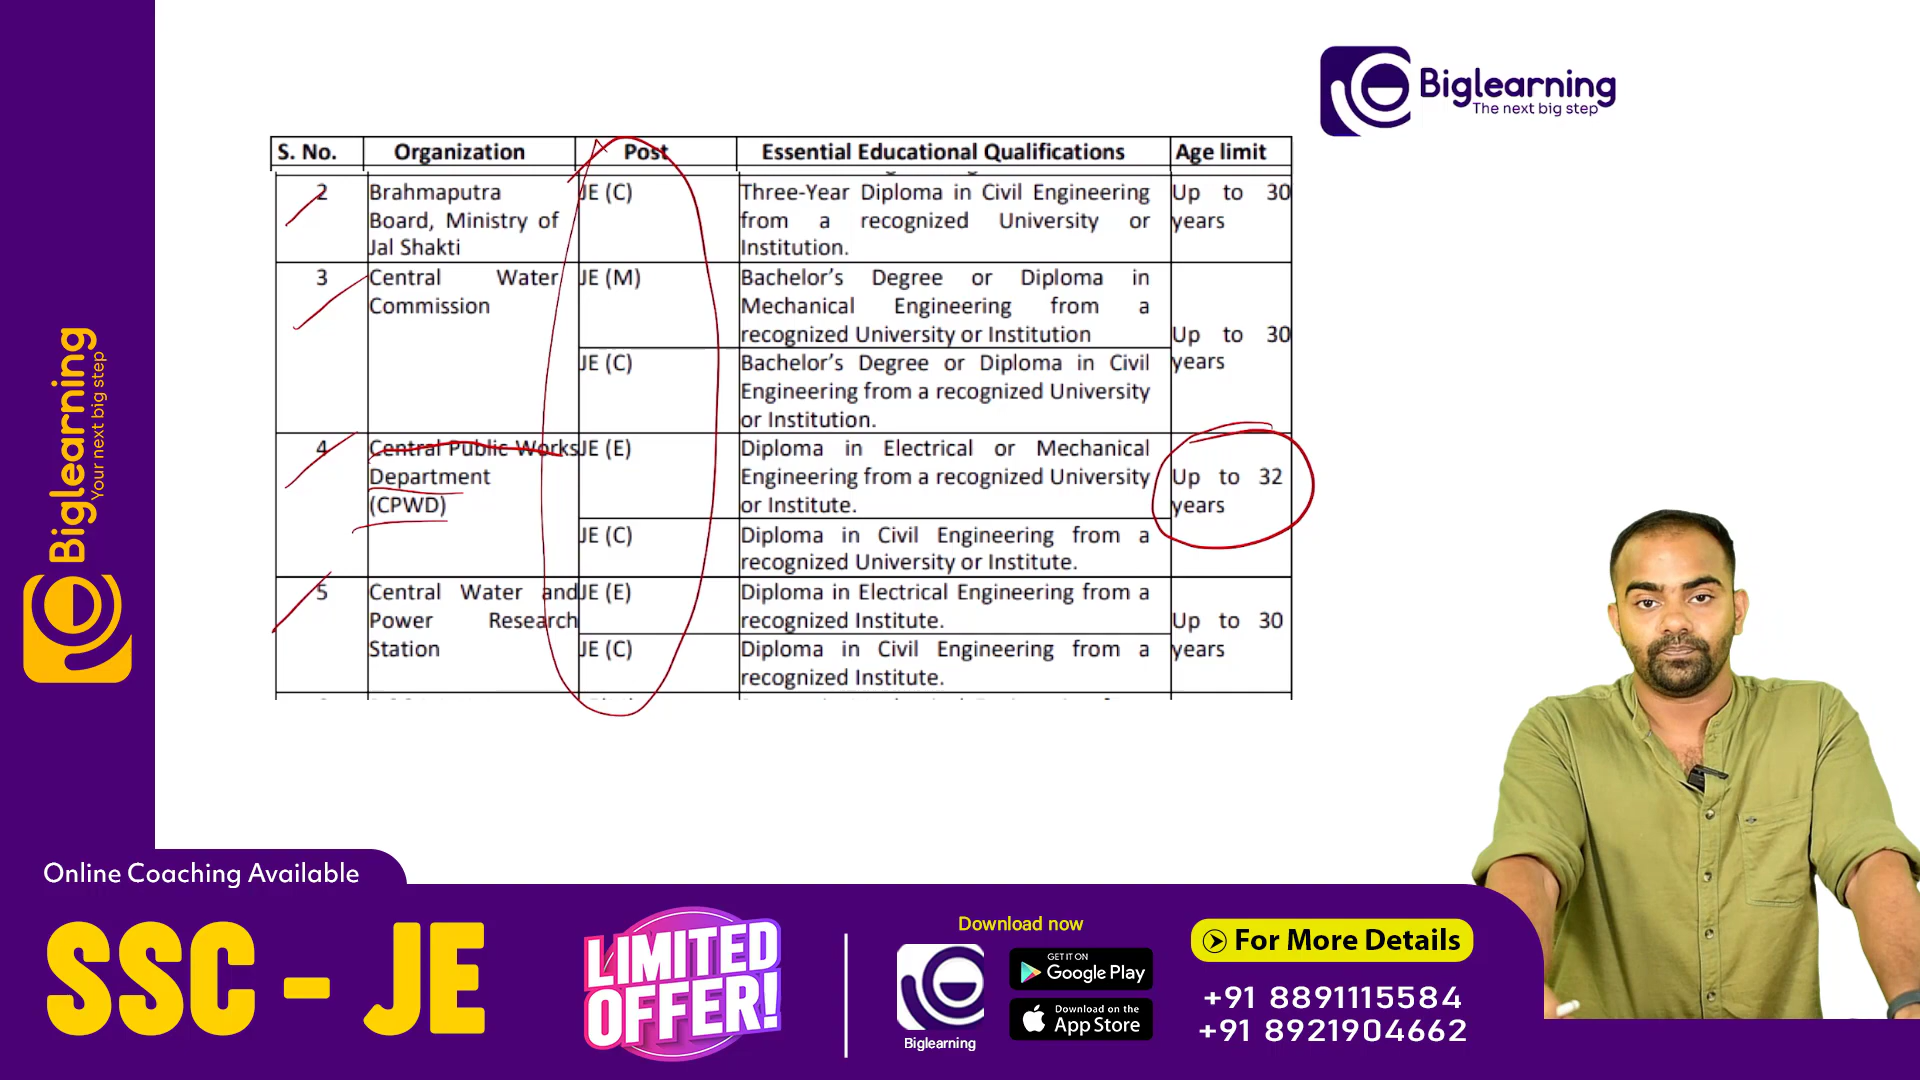 Biglearning
The next big step
S. No. Organization Post Essential Educational Qualifications Age limit
2 Brahmaputra Board, Ministry of Jal Shakti JE (C) Three-Year Diploma in Civil Engineering from a recognized University or Institution. Up to 30 years
3 Central Water Commission JE (M) Bachelor's Degree or Diploma in Mechanical Engineering from a recognized University or Institution Up to 30 years
JE (C) Bachelor's Degree or Diploma in Civil Engineering from a recognized University or Institution.
4 Central Public Works Department (CPWD) JE (E) Diploma in Electrical or Mechanical Engineering from a recognized University or Institute. Up to 32 years
JE (C) Diploma in Civil Engineering from a recognized University or Institute.
5 Central Water and Power Research Station JE (E) Diploma in Electrical Engineering from a recognized Institute. Up to 30 years
JE (C) Diploma in Civil Engineering from a recognized Institute.
Biglearning
Your next big step
Online Coaching Available
SSC - JE
LIMITED
OFFER!
Download now
Biglearning
GET IT ON
Google Play
Download on the
App Store
For More Details
+91 8891115584
+91 8921904662